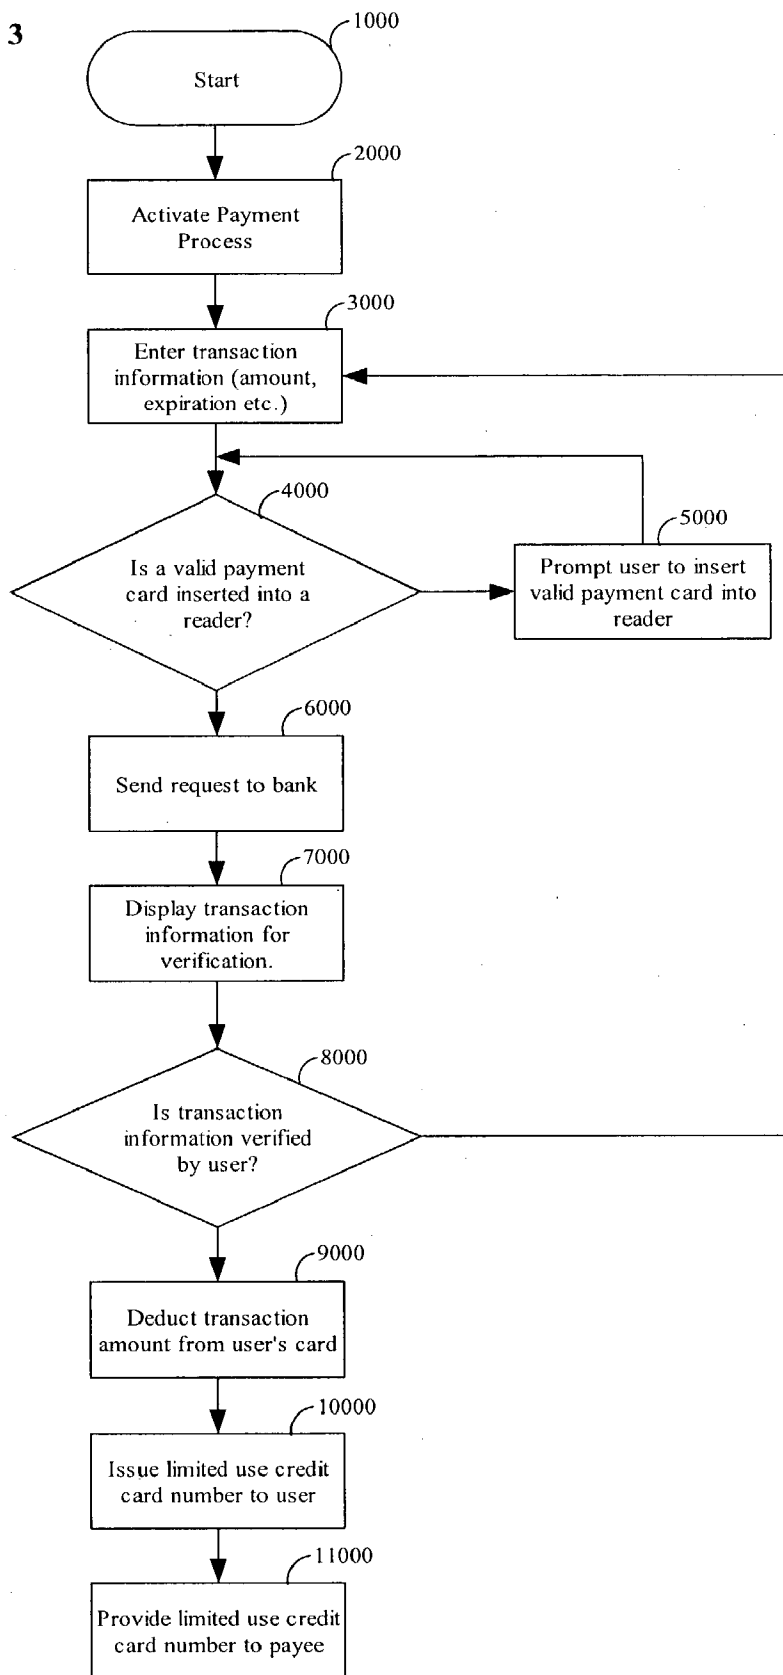 3
1000
Start
2000
Activate Payment
Process
3000
Enter transaction
information (amount,
expiration etc.)
4000
Is a valid payment
card inserted into a
reader?
5000
Prompt user to insert
valid payment card into
reader
6000
Send request to bank
7000
Display transaction
information for
verification.
8000
Is transaction
information verified
by user?
9000
Deduct transaction
amount from user's card
10000
Issue limited use credit
card number to user
11000
Provide limited use credit
card number to payee